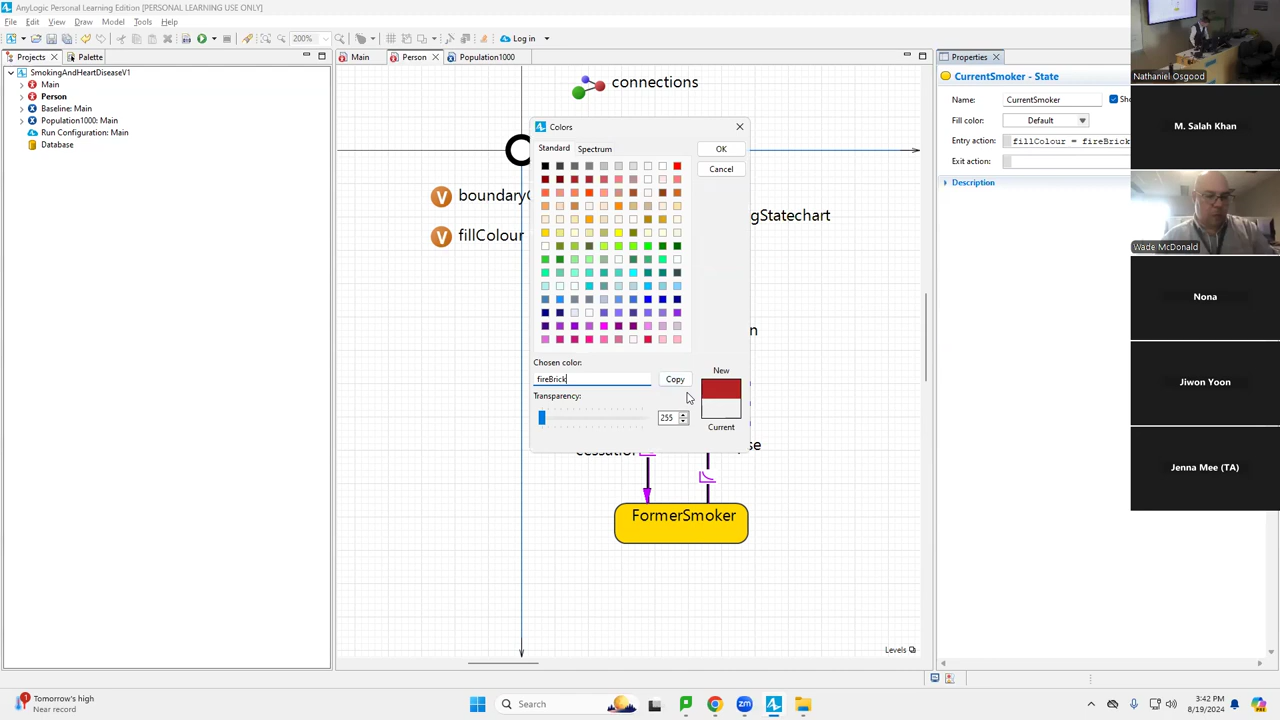 AnyLogic Personal Learning Edition [PERSONAL LEARNING USE ONLY]
File Edit View Draw Model Tools Help
200% Log in
Projects Palette
SmokingAndHeartDiseaseV1
Main
Person
Baseline: Main
Population1000: Main
Run Configuration: Main
Database
Main Person Population1000
connections
fillColour
gStatechart
FormerSmoker
Levels
Colors
Standard Spectrum
OK
Cancel
Chosen color:
fireBrick
Copy
New
Transparency:
255
Current
Properties
CurrentSmoker - State
Name: CurrentSmoker
Fill color: Default
Entry action: fillColour = fireBrick
Exit action:
Description
Nathaniel Osgood
M. Salah Khan
Wade McDonald
Nona
Jiwon Yoon
Jenna Mee (TA)
1
Tomorrow's high
Near record
Search
3:42 PM
8/19/2024